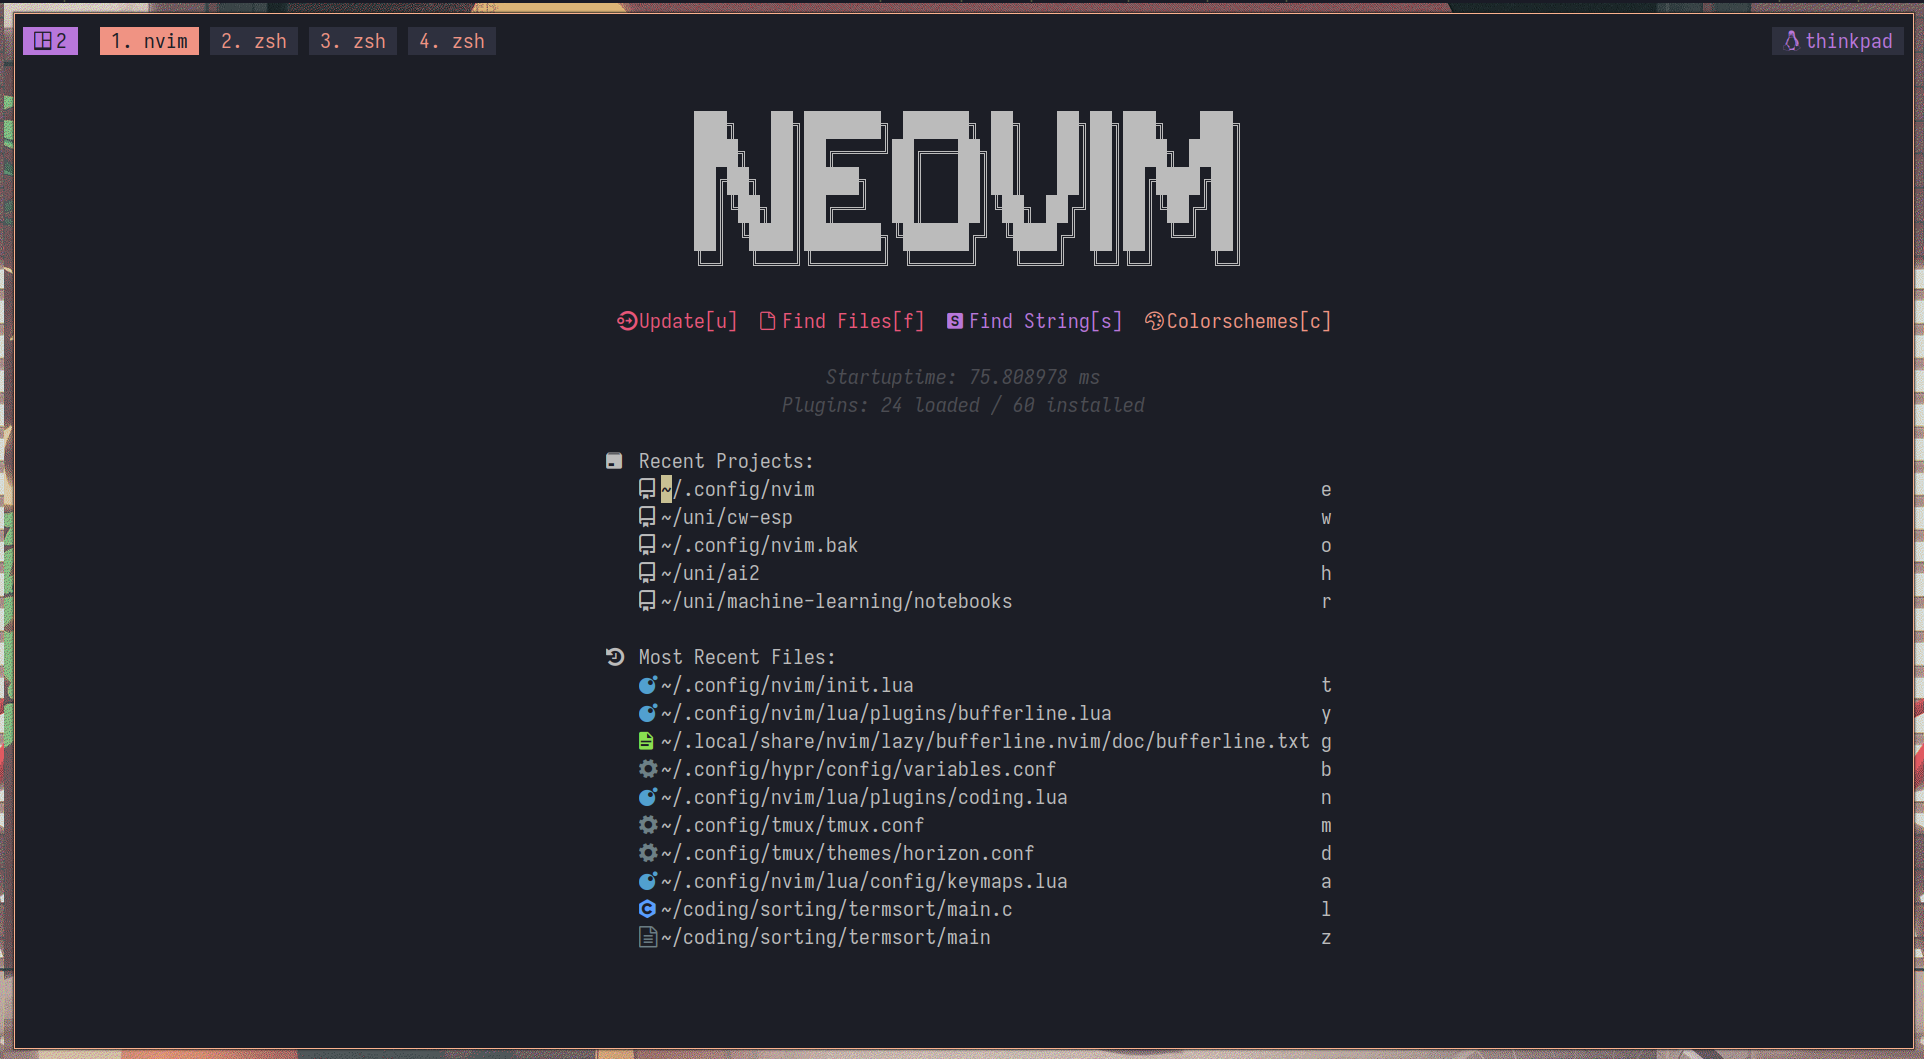 2 1. nvim 2. zsh 3. zsh 4. zsh thinkpad
NEOVIM
Update[u] Find Files[f] S Find String[s] Colorschemes[c]
Startuptime: 75.808978 ms
Plugins: 24 loaded / 60 installed
Recent Projects:
~/.config/nvim e
~/uni/cw-esp w
~/.config/nvim.bak o
~/uni/ai2 h
~/uni/machine-learning/notebooks r
Most Recent Files:
~/.config/nvim/init.lua t
~/.config/nvim/lua/plugins/bufferline.lua y
~/.local/share/nvim/lazy/bufferline.nvim/doc/bufferline.txt g
~/.config/hypr/config/variables.conf b
~/.config/nvim/lua/plugins/coding.lua n
~/.config/tmux/tmux.conf m
~/.config/tmux/themes/horizon.conf d
~/.config/nvim/lua/config/keymaps.lua a
C ~/coding/sorting/termsort/main.c l
~/coding/sorting/termsort/main z